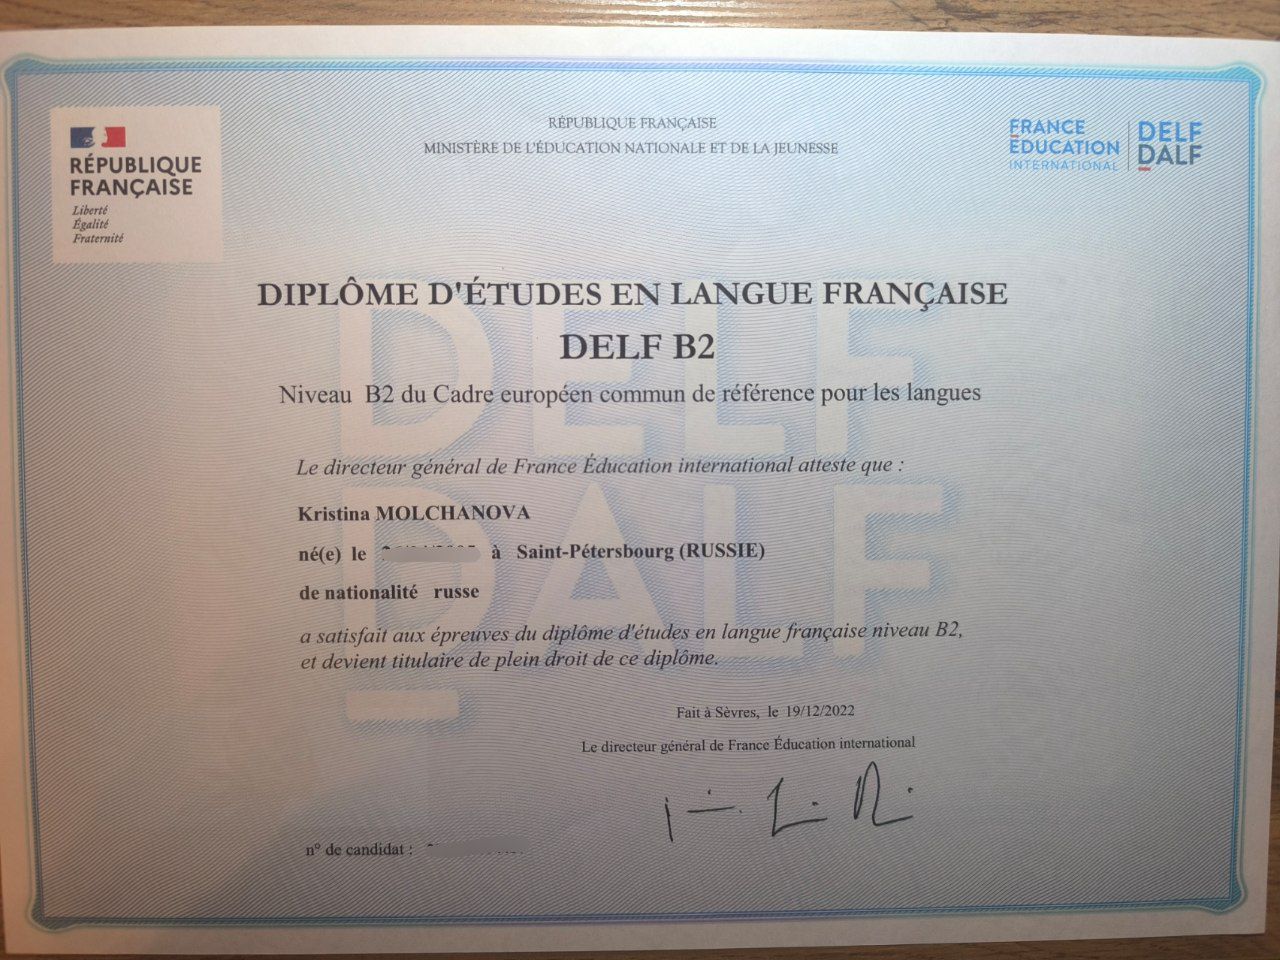 RÉPUBLIQUE
FRANÇAISE
Liberté
Égalité
Fraternité
RÉPUBLIQUE FRANÇAISE
MINISTÈRE DE L'ÉDUCATION NATIONALE ET DE LA JEUNESSE
FRANCE
ÉDUCATION
INTERNATIONAL
DELF
DALF
DIPLÔME D'ÉTUDES EN LANGUE FRANÇAISE
DELF B2
Niveau B2 du Cadre européen commun de référence pour les langues
Le directeur général de France Éducation international atteste que :
Kristina MOLCHANOVA
né(e) le à Saint-Pétersbourg (RUSSIE)
de nationalité russe
a satisfait aux épreuves du diplôme d'études en langue française niveau B2,
et devient titulaire de plein droit de ce diplôme.
Fait à Sèvres, le 19/12/2022
Le directeur général de France Éducation international
n° de candidat :
DELF
DALF